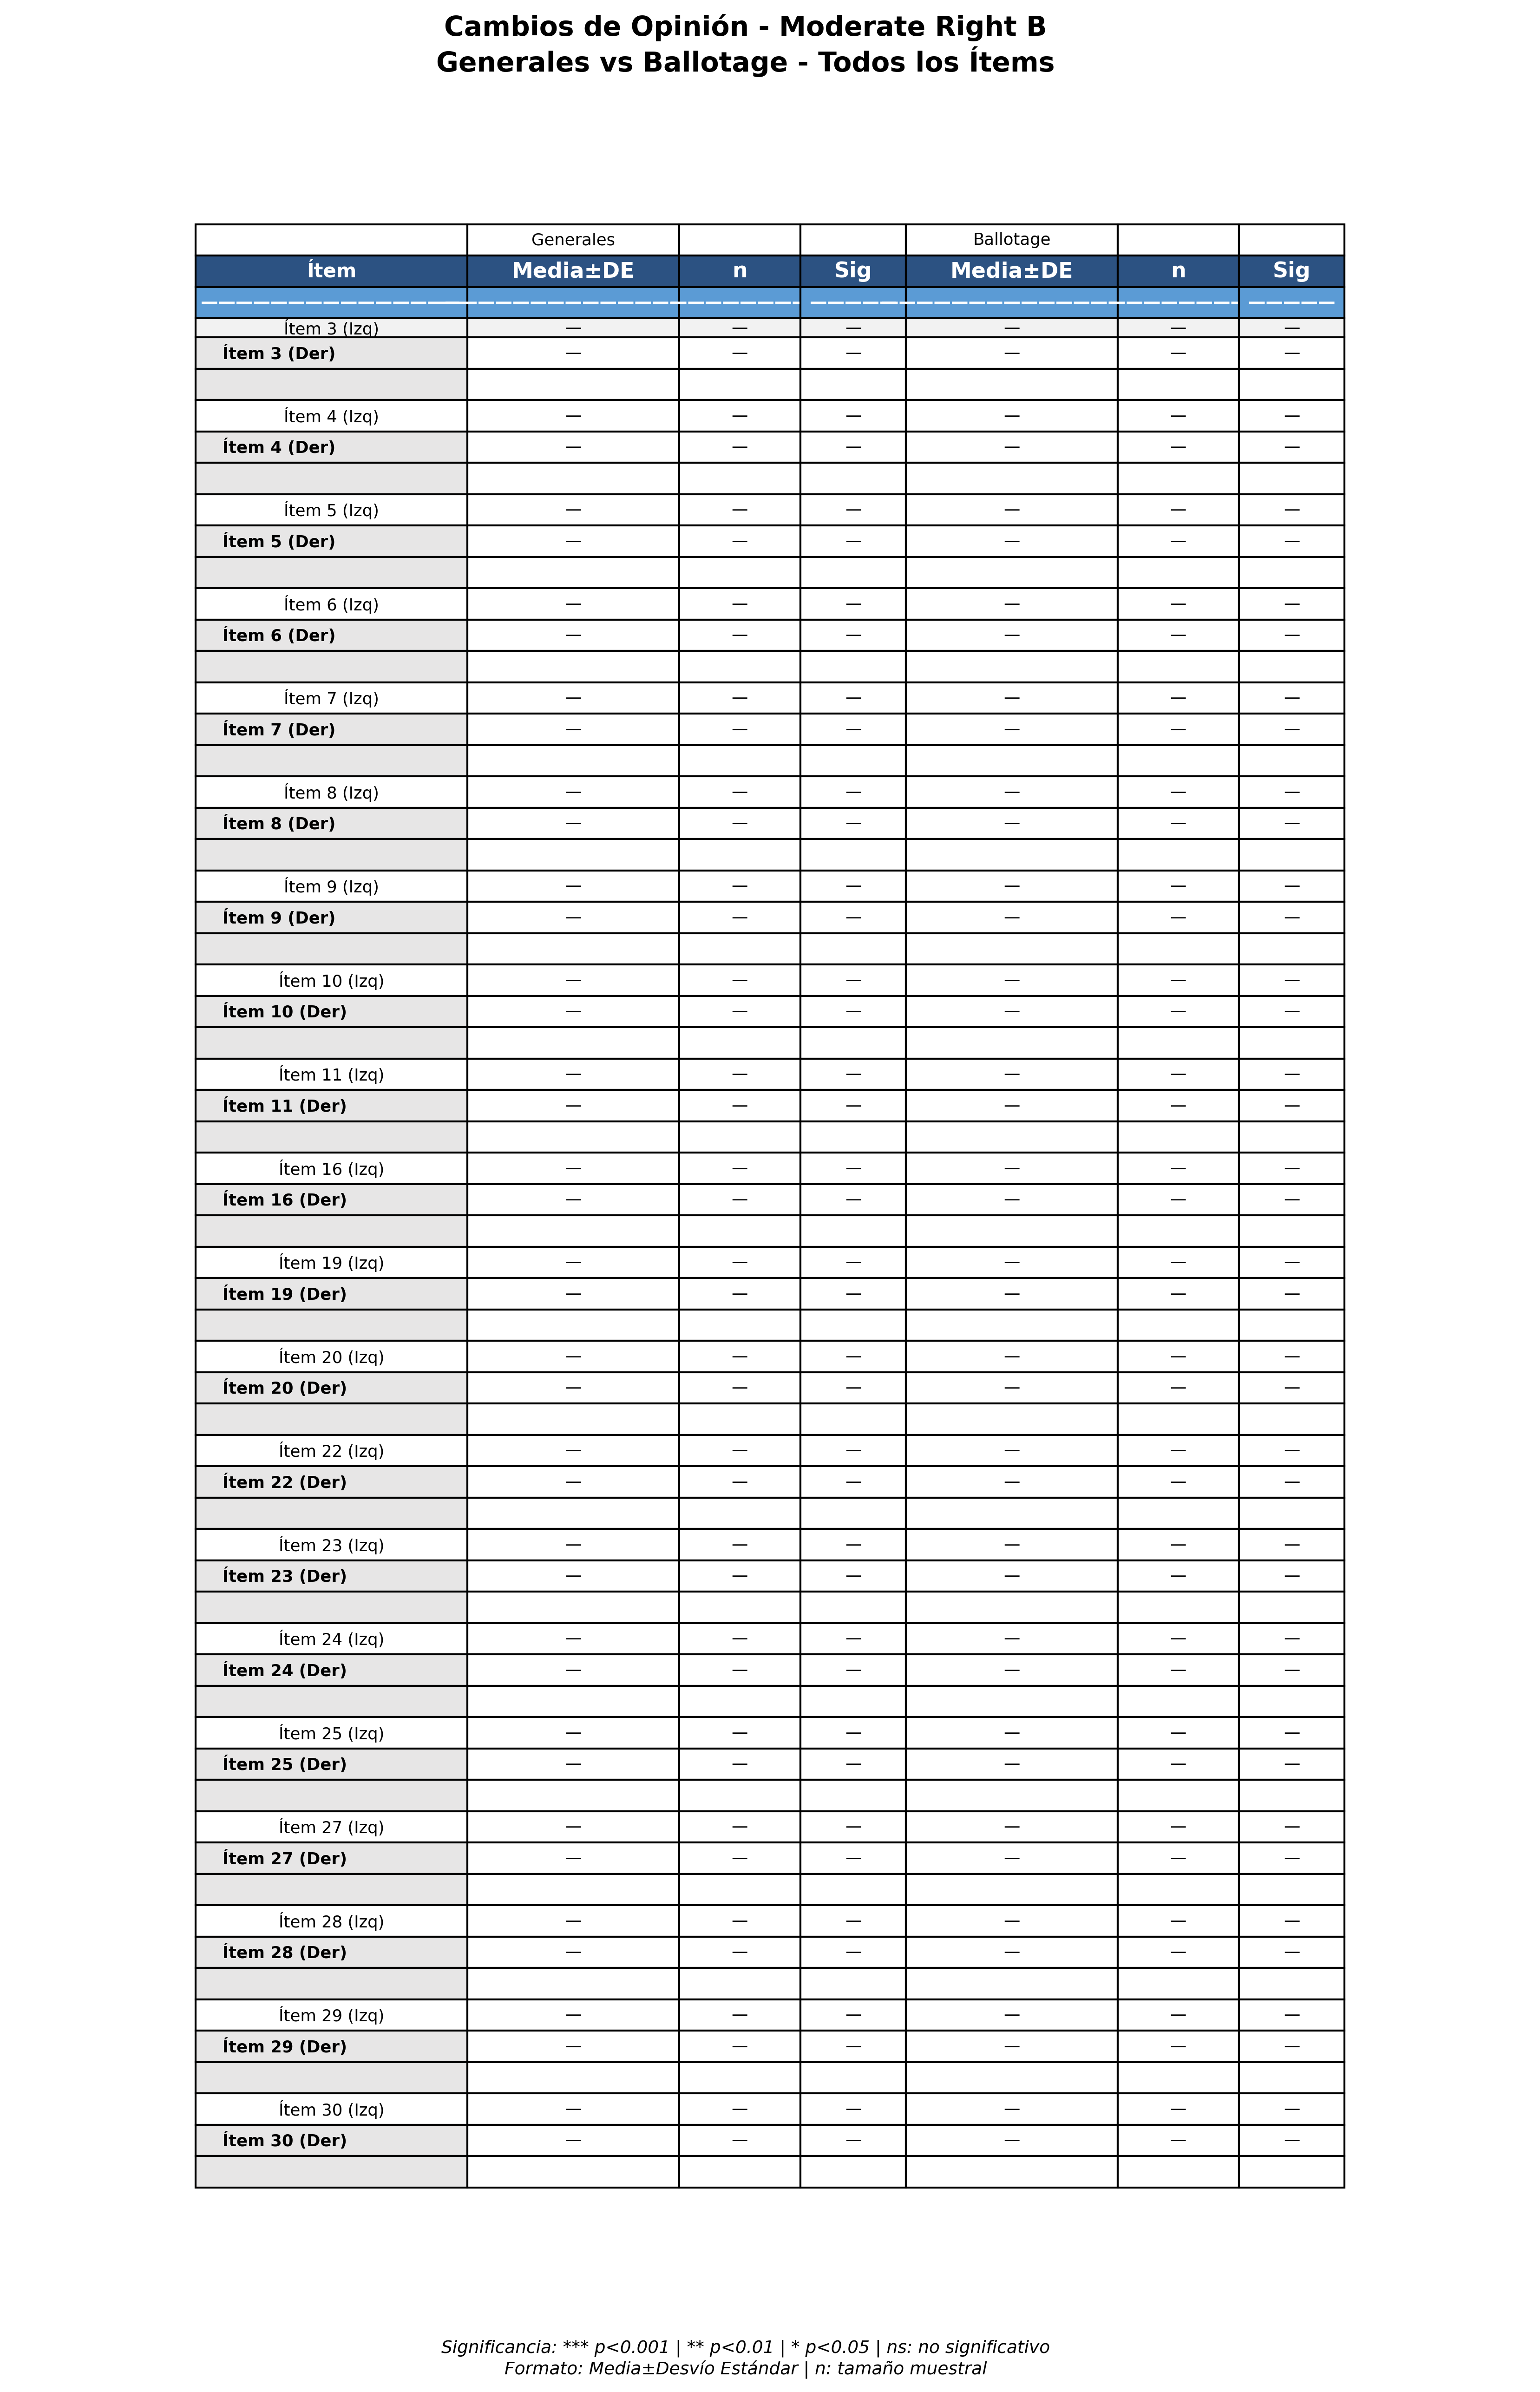 Cambios de Opinión - Moderate Right B
Generales vs Ballotage - Todos los Ítems
Generales Ballotage
Ítem Media±DE n Sig Media±DE n Sig
Ítem 3 (Izq) — — — — — —
Ítem 3 (Der) — — — — — —
Ítem 4 (Izq) — — — — — —
Ítem 4 (Der) — — — — — —
Ítem 5 (Izq) — — — — — —
Ítem 5 (Der) — — — — — —
Ítem 6 (Izq) — — — — — —
Ítem 6 (Der) — — — — — —
Ítem 7 (Izq) — — — — — —
Ítem 7 (Der) — — — — — —
Ítem 8 (Izq) — — — — — —
Ítem 8 (Der) — — — — — —
Ítem 9 (Izq) — — — — — —
Ítem 9 (Der) — — — — — —
Ítem 10 (Izq) — — — — — —
Ítem 10 (Der) — — — — — —
Ítem 11 (Izq) — — — — — —
Ítem 11 (Der) — — — — — —
Ítem 16 (Izq) — — — — — —
Ítem 16 (Der) — — — — — —
Ítem 19 (Izq) — — — — — —
Ítem 19 (Der) — — — — — —
Ítem 20 (Izq) — — — — — —
Ítem 20 (Der) — — — — — —
Ítem 22 (Izq) — — — — — —
Ítem 22 (Der) — — — — — —
Ítem 23 (Izq) — — — — — —
Ítem 23 (Der) — — — — — —
Ítem 24 (Izq) — — — — — —
Ítem 24 (Der) — — — — — —
Ítem 25 (Izq) — — — — — —
Ítem 25 (Der) — — — — — —
Ítem 27 (Izq) — — — — — —
Ítem 27 (Der) — — — — — —
Ítem 28 (Izq) — — — — — —
Ítem 28 (Der) — — — — — —
Ítem 29 (Izq) — — — — — —
Ítem 29 (Der) — — — — — —
Ítem 30 (Izq) — — — — — —
Ítem 30 (Der) — — — — — —
Significancia: *** p<0.001 | ** p<0.01 | * p<0.05 | ns: no significativo
Formato: Media±Desvío Estándar | n: tamaño muestral